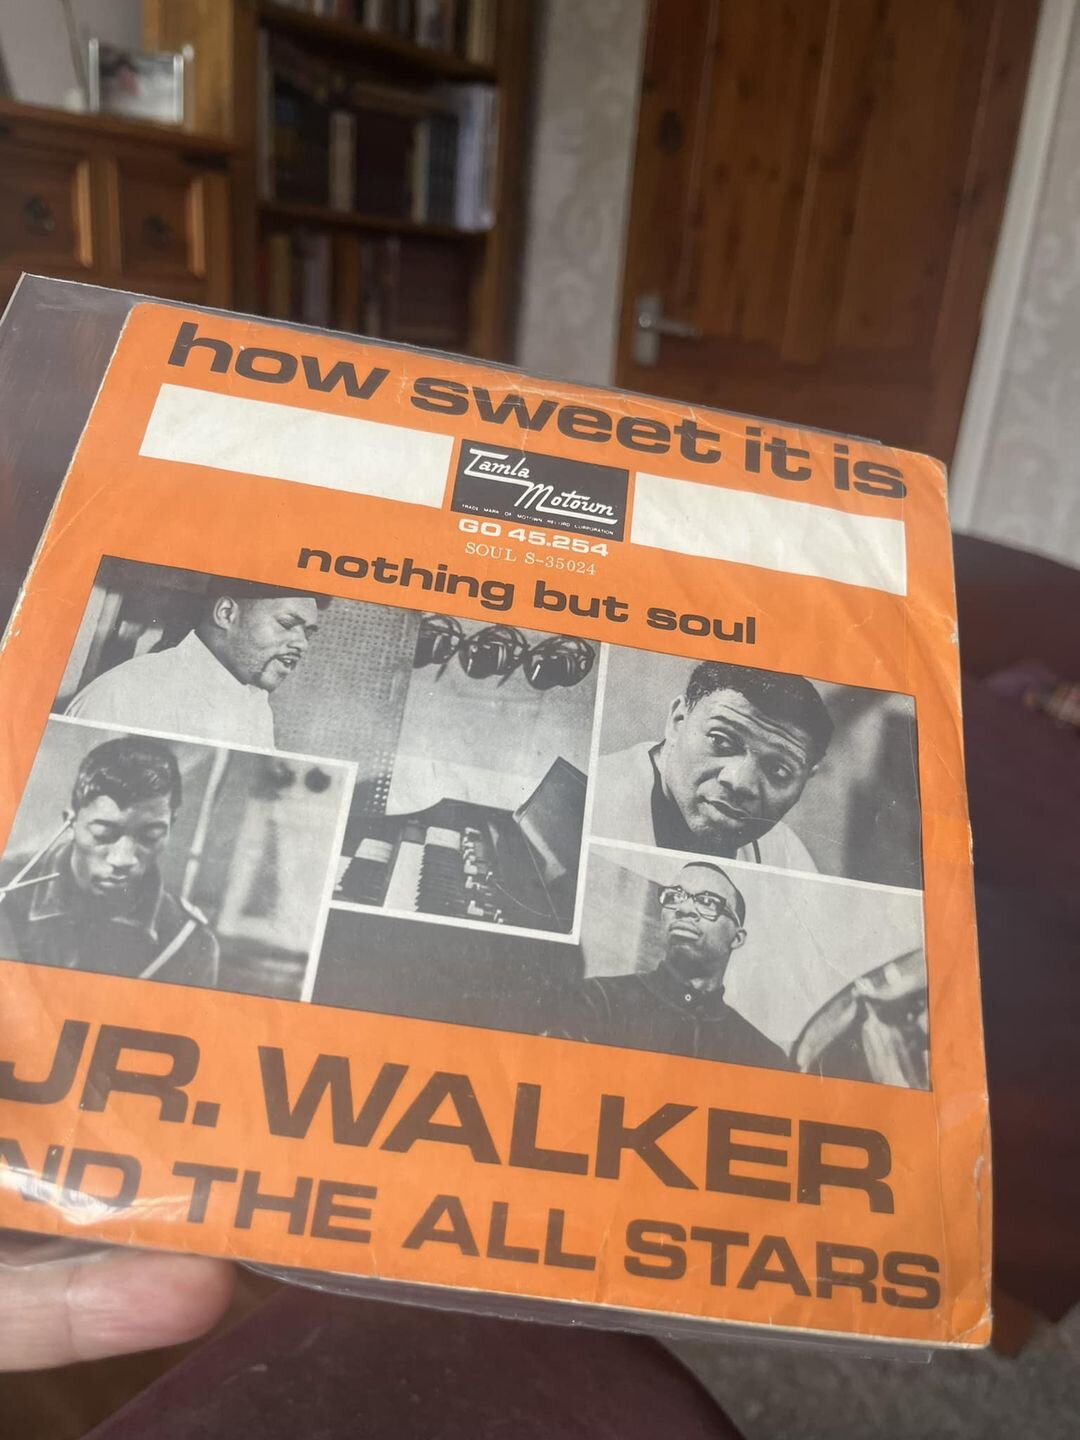 how sweet it is
Tamla
Motown
TRADE MARK OF MOTOWN RECORD CORPORATION
GO 45.254
SOUL S-35024
nothing but soul
JR. WALKER
ND THE ALL STARS